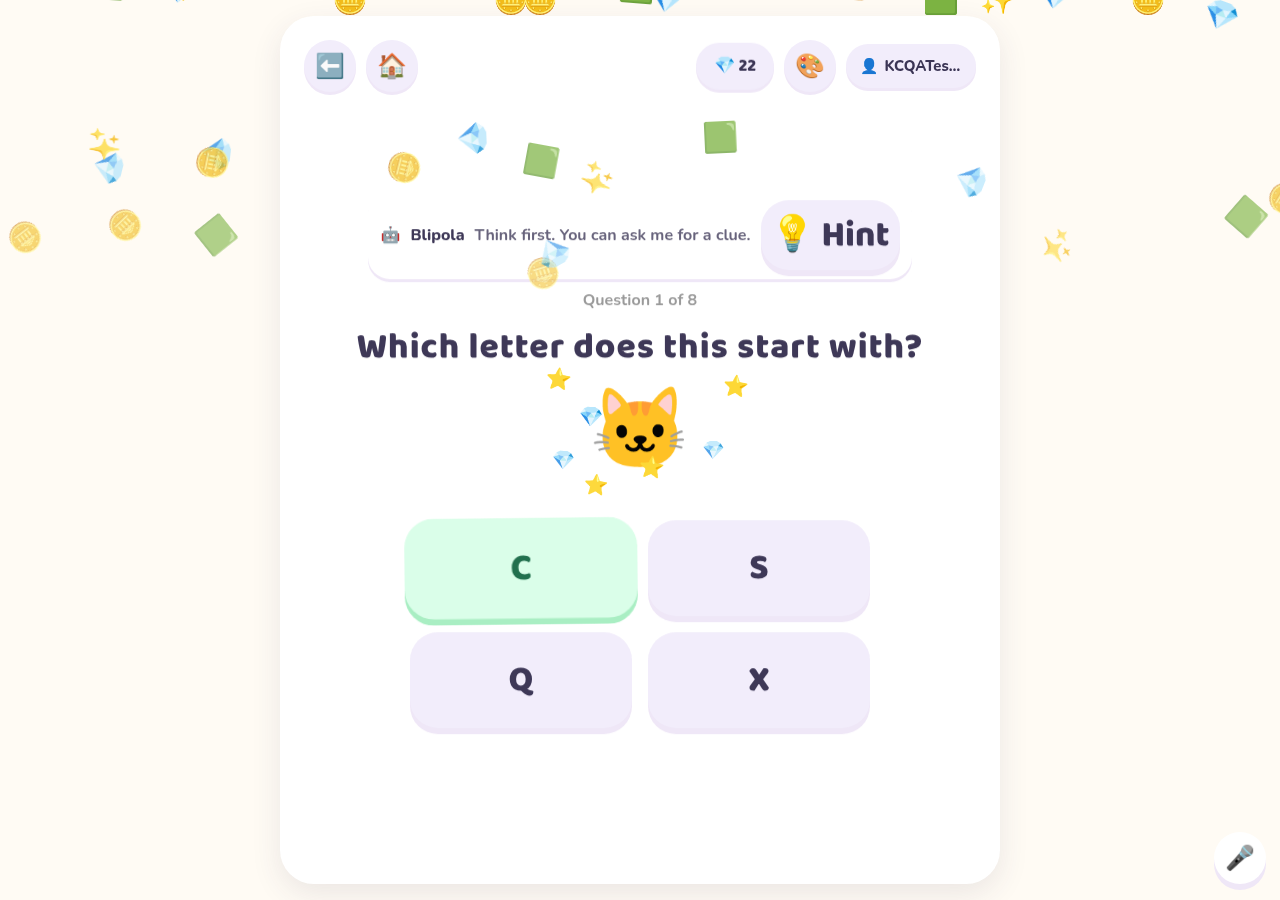 22
KCQATes...
Blipola Think first. You can ask me for a clue.
Hint
Question 1 of 8
Which letter does this start with?
C
S
Q
X